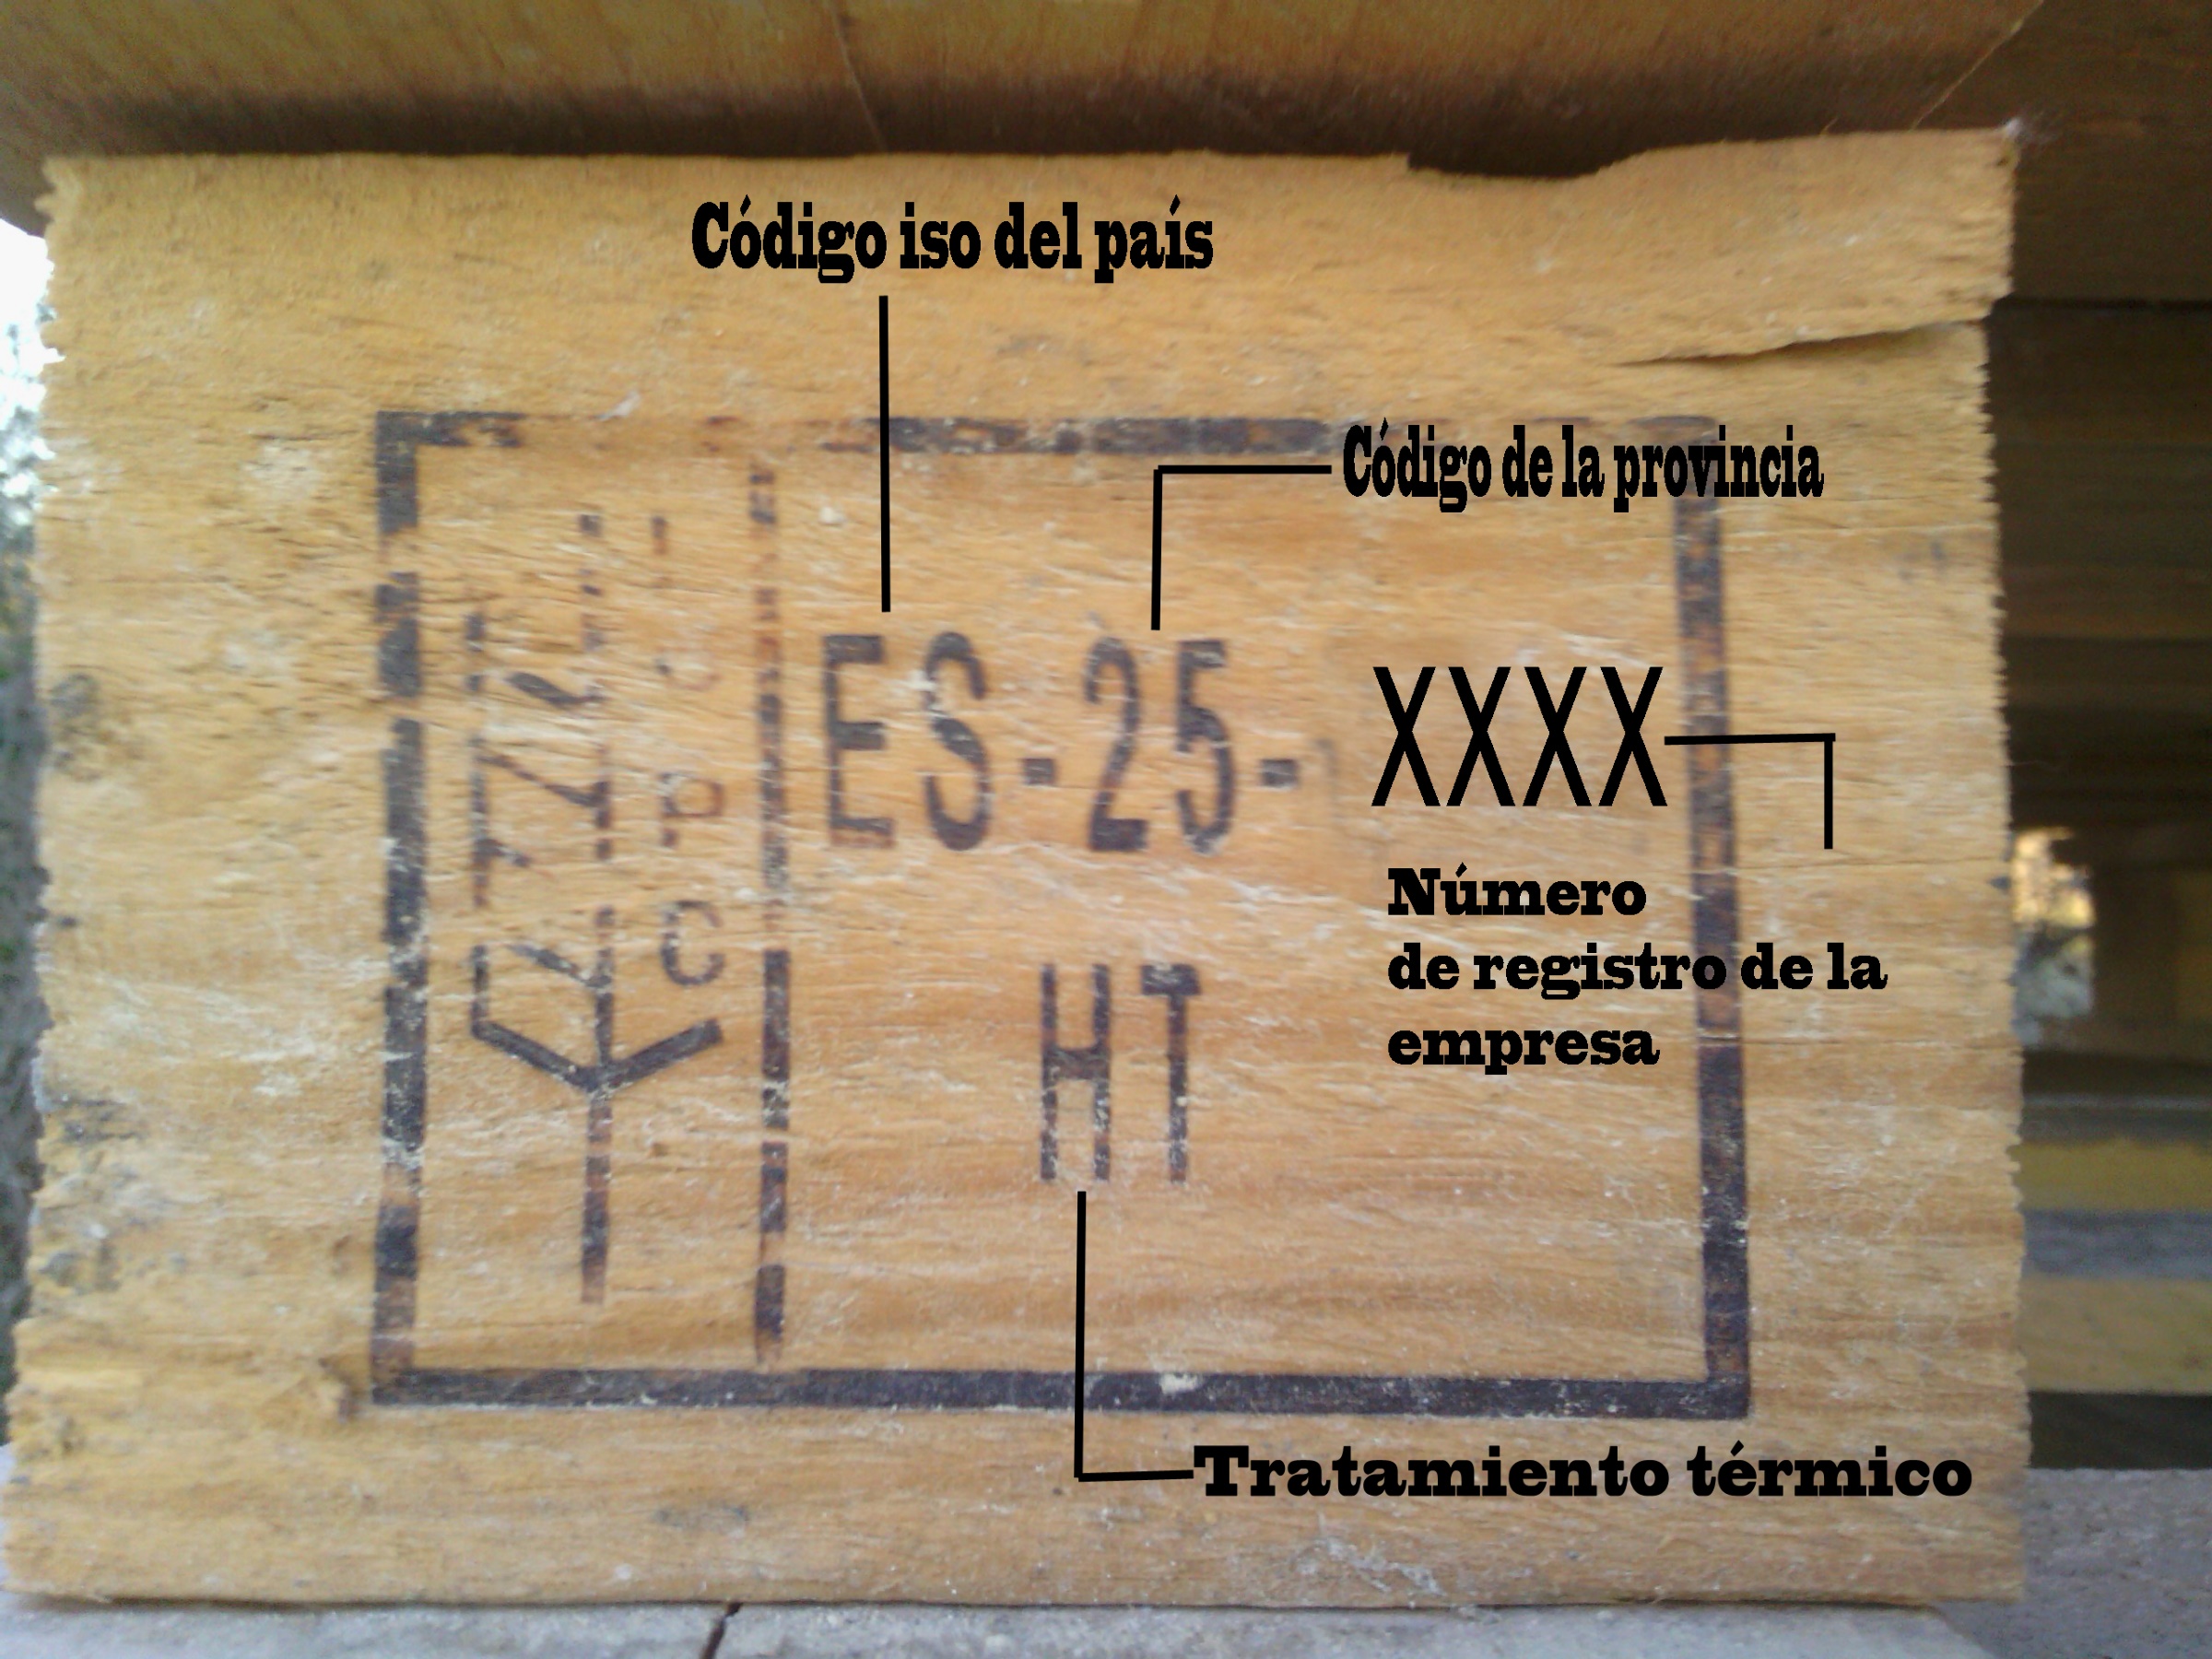 Código iso del país
Código de la provincia
IPPC
ES-25-
XXXX
Número
de registro de la
empresa
HT
Tratamiento térmico